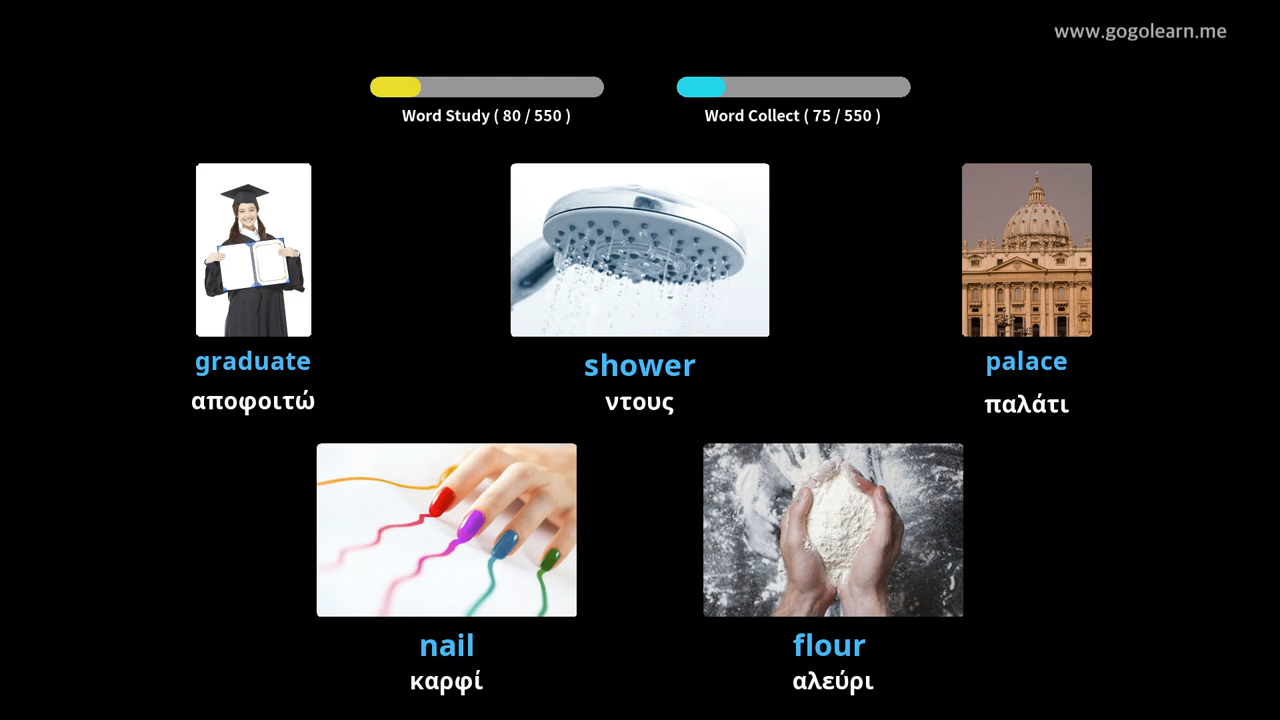 www.gogolearn.me
Word Study ( 80 / 550 )
Word Collect ( 75 / 550 )
graduate
αποφοιτώ
shower
ντους
palace
παλάτι
nail
καρφί
flour
αλεύρι